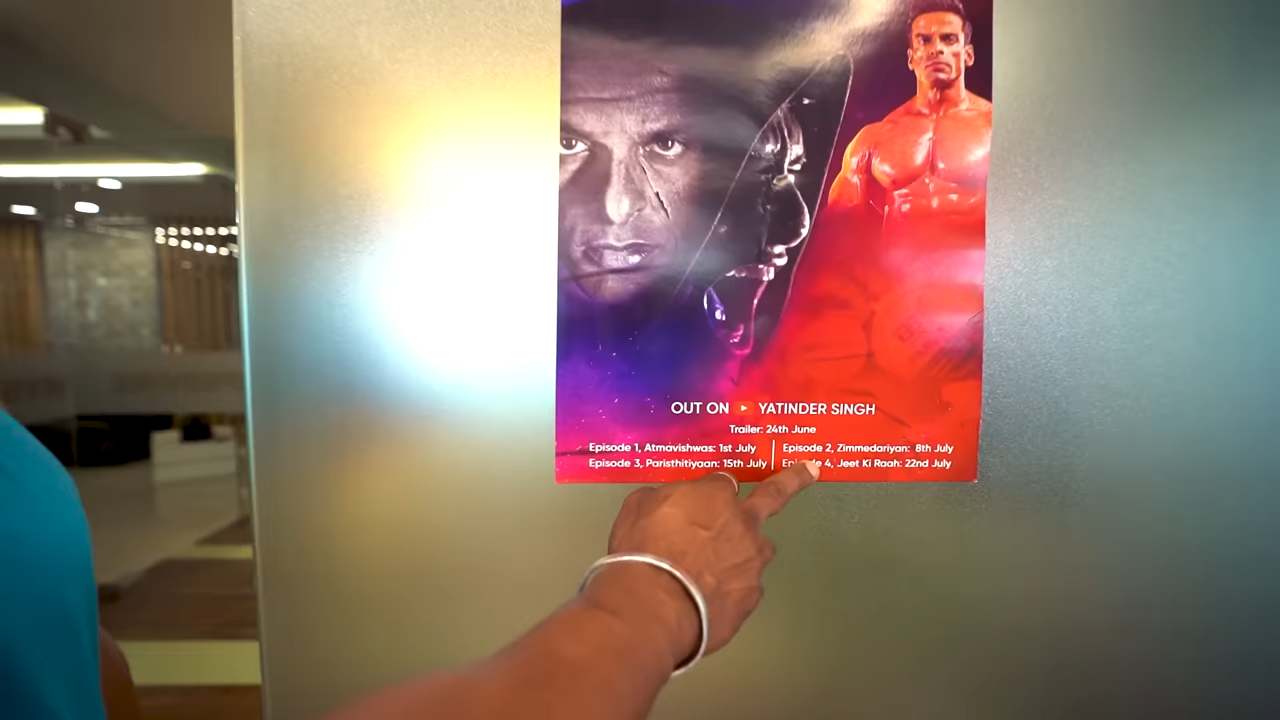 OUT ON YATINDER SINGH
Trailer: 24th June
Episode 1, Atmavishwas: 1st July
Episode 2, Zimmedariyan: 8th July
Episode 3, Paristhitiyaan: 15th July
Episode 4, Jeet Ki Raah: 22nd July